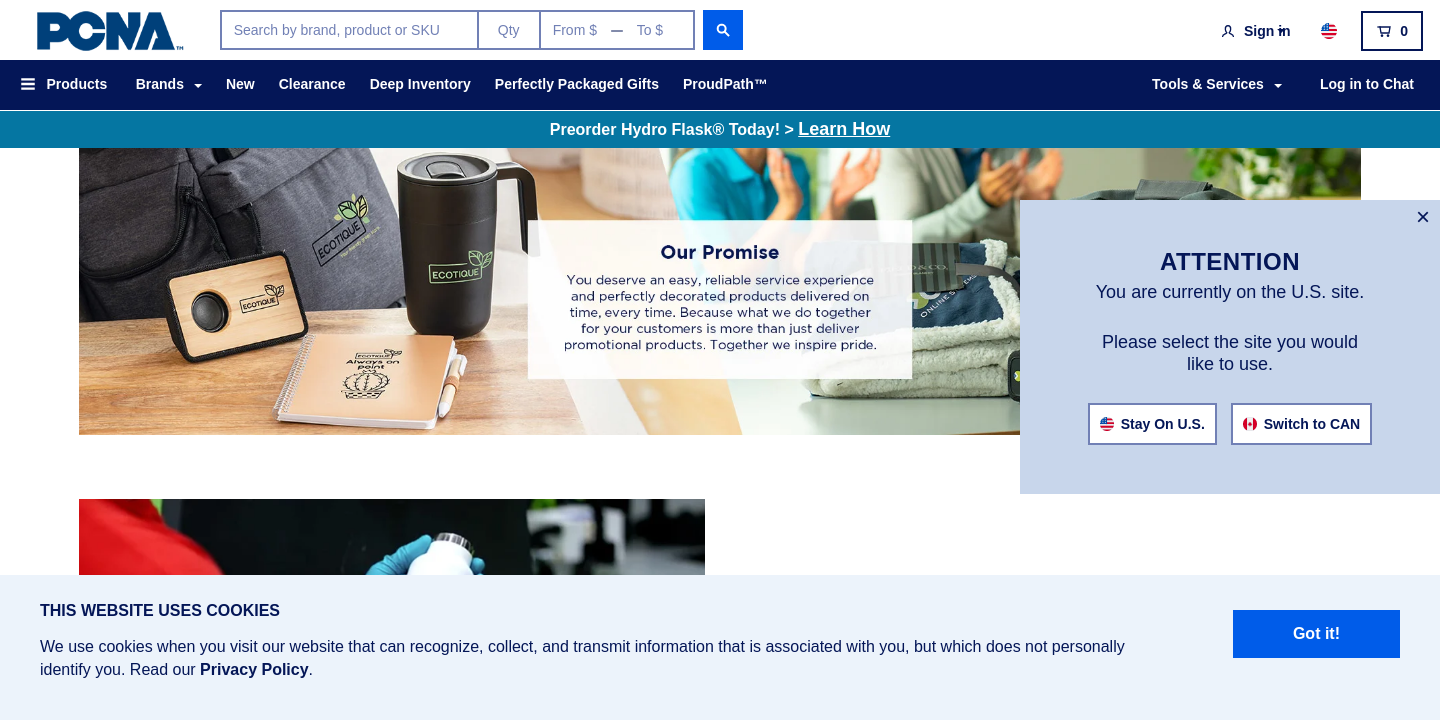 PCNA™
Search by brand, product or SKU
Qty
From $ — To $
Sign in
0
Products
Brands
New
Clearance
Deep Inventory
Perfectly Packaged Gifts
ProudPath™
Tools & Services
Log in to Chat
Preorder Hydro Flask® Today! > Learn How
ECOTIQUE
ECOTIQUE
ECOTIQUE
ECOTIQUE
Always on
point
Our Promise
You deserve an easy, reliable service experience
and perfectly decorated products delivered on
time, every time. Because what we do together
for your customers is more than just deliver
promotional products. Together we inspire pride.
ATTENTION
You are currently on the U.S. site.
Please select the site you would
like to use.
Stay On U.S.
Switch to CAN
THIS WEBSITE USES COOKIES
We use cookies when you visit our website that can recognize, collect, and transmit information that is associated with you, but which does not personally
identify you. Read our Privacy Policy.
Got it!